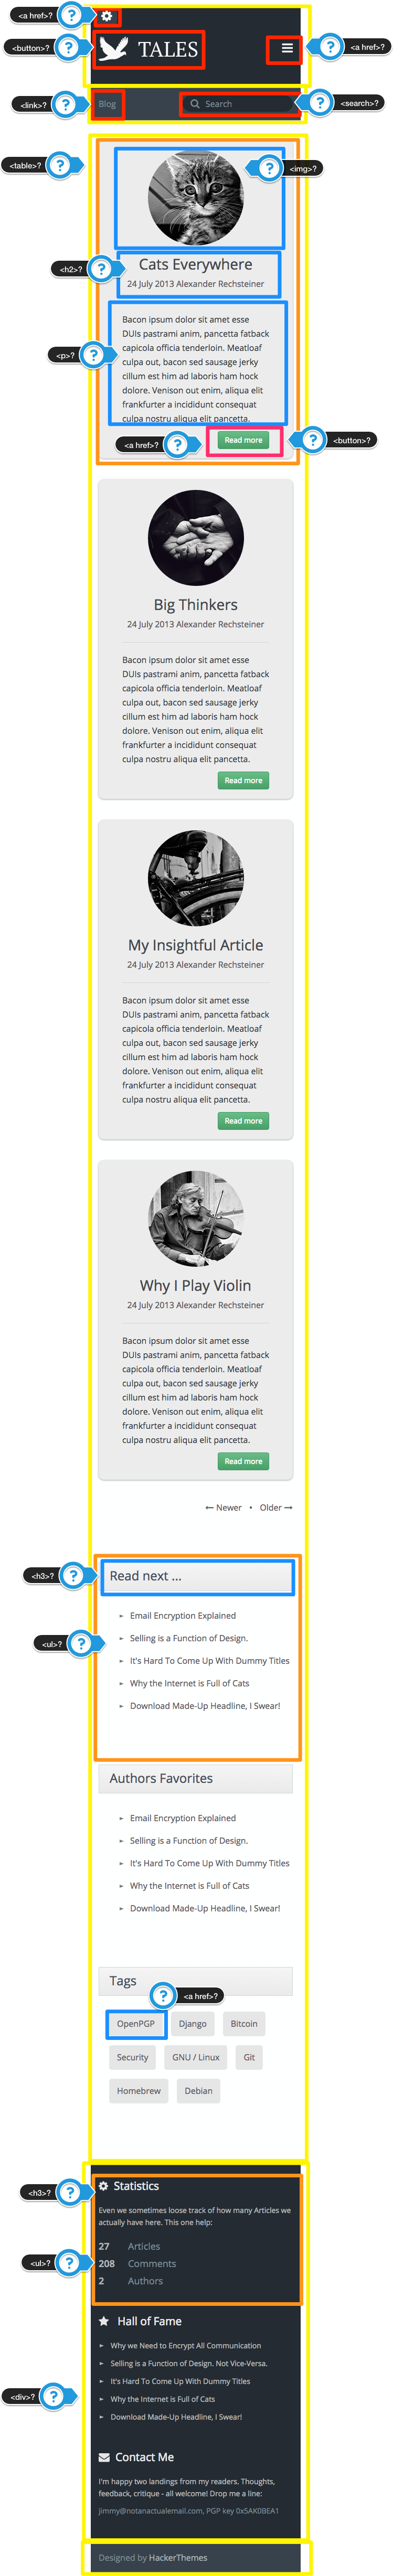 <a href>?
<button>?
TALES
<a href>?
<link>?
Blog
Search
<search>?
<table>?
<img>?
<h2>?
Cats Everywhere
24 July 2013 Alexander Rechsteiner
<p>?
Bacon ipsum dolor sit amet esse
DUIs pastrami anim, pancetta fatback
capicola officia tenderloin. Meatloaf
culpa out, bacon sed sausage jerky
cillum est him ad laboris ham hock
dolore. Venison out enim, aliqua elit
frankfurter a incididunt consequat
culpa nostru aliqua elit pancetta.
<a href>?
Read more
<button>?
Big Thinkers
24 July 2013 Alexander Rechsteiner
Bacon ipsum dolor sit amet esse
DUIs pastrami anim, pancetta fatback
capicola officia tenderloin. Meatloaf
culpa out, bacon sed sausage jerky
cillum est him ad laboris ham hock
dolore. Venison out enim, aliqua elit
frankfurter a incididunt consequat
culpa nostru aliqua elit pancetta.
Read more
My Insightful Article
24 July 2013 Alexander Rechsteiner
Bacon ipsum dolor sit amet esse
DUIs pastrami anim, pancetta fatback
capicola officia tenderloin. Meatloaf
culpa out, bacon sed sausage jerky
cillum est him ad laboris ham hock
dolore. Venison out enim, aliqua elit
frankfurter a incididunt consequat
culpa nostru aliqua elit pancetta.
Read more
Why I Play Violin
24 July 2013 Alexander Rechsteiner
Bacon ipsum dolor sit amet esse
DUIs pastrami anim, pancetta fatback
capicola officia tenderloin. Meatloaf
culpa out, bacon sed sausage jerky
cillum est him ad laboris ham hock
dolore. Venison out enim, aliqua elit
frankfurter a incididunt consequat
culpa nostru aliqua elit pancetta.
Read more
← Newer • Older →
<h3>?
Read next ...
<ul>?
Email Encryption Explained
Selling is a Function of Design.
It's Hard To Come Up With Dummy Titles
Why the Internet is Full of Cats
Download Made-Up Headline, I Swear!
Authors Favorites
Email Encryption Explained
Selling is a Function of Design.
It's Hard To Come Up With Dummy Titles
Why the Internet is Full of Cats
Download Made-Up Headline, I Swear!
Tags
<a href>?
OpenPGP Django Bitcoin
Security GNU / Linux Git
Homebrew Debian
<h3>?
Statistics
Even we sometimes loose track of how many Articles we
actually have here. This one help:
<ul>?
27 Articles
208 Comments
2 Authors
Hall of Fame
Why we Need to Encrypt All Communication
Selling is a Function of Design. Not Vice-Versa.
It's Hard To Come Up With Dummy Titles
<div>?
Why the Internet is Full of Cats
Download Made-Up Headline, I Swear!
Contact Me
I'm happy two landings from my readers. Thoughts,
feedback, critique - all welcome! Drop me a line:
jimmy@notanactualemail.com, PGP key 0x5AK0BEA1
Designed by HackerThemes